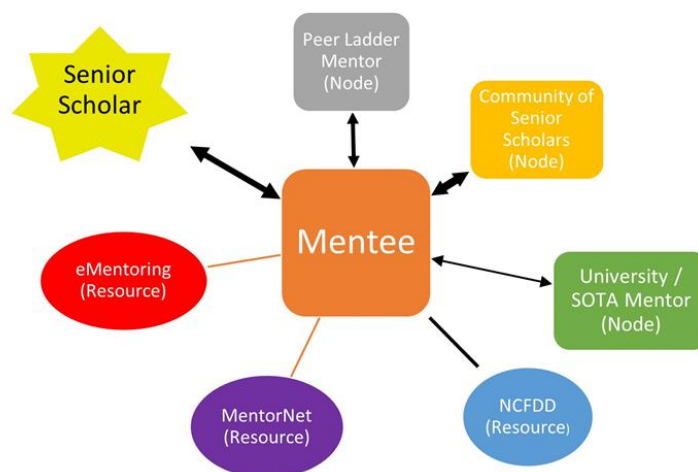 Senior
Scholar
Peer Ladder
Mentor
(Node)
Community of
Senior
Scholars
(Node)
Mentee
eMentoring
(Resource)
University /
SOTA Mentor
(Node)
MentorNet
(Resource)
NCFDD
(Resource)